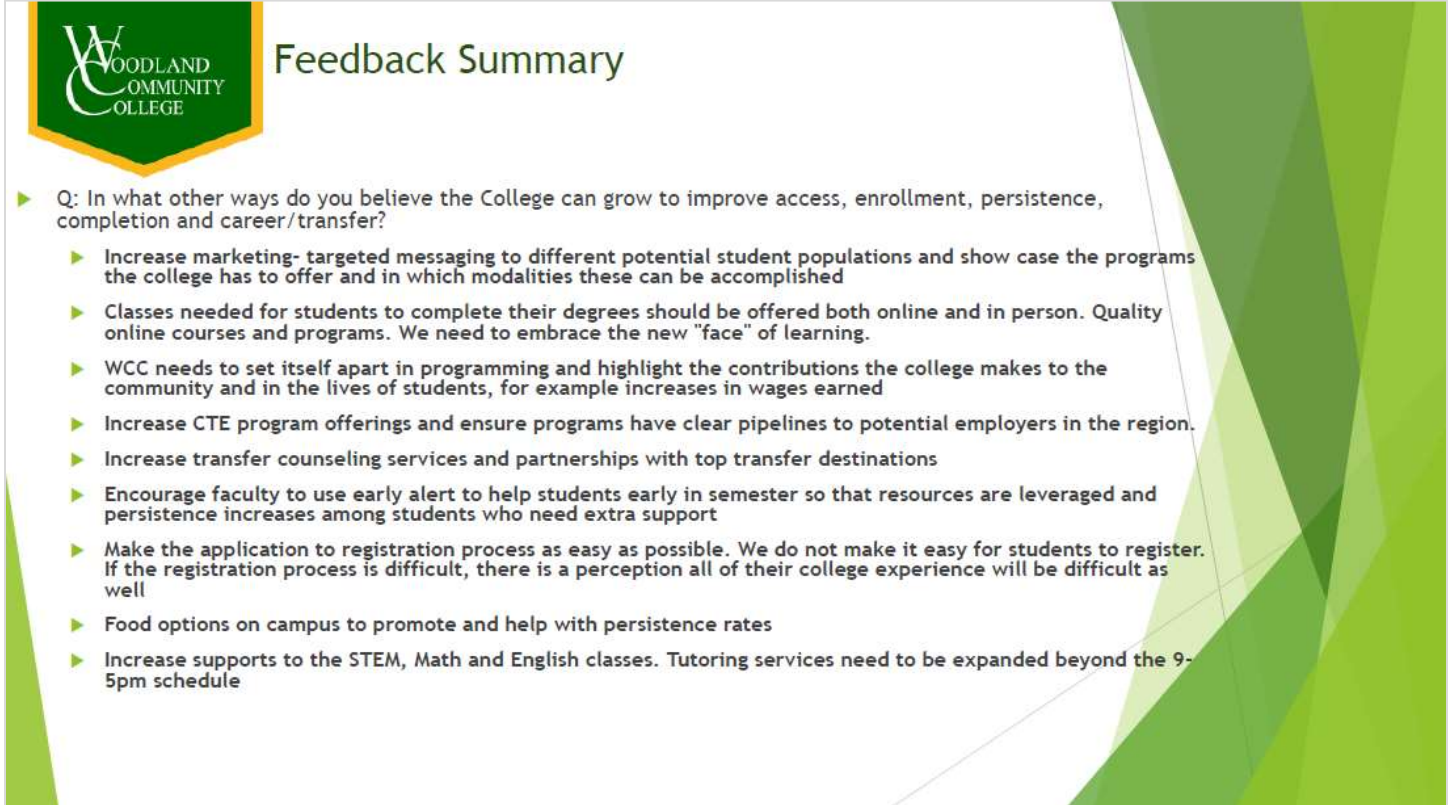 WOODLAND
COMMUNITY
COLLEGE
Feedback Summary
Q: In what other ways do you believe the College can grow to improve access, enrollment, persistence,
completion and career/transfer?
Increase marketing- targeted messaging to different potential student populations and show case the programs
the college has to offer and in which modalities these can be accomplished
Classes needed for students to complete their degrees should be offered both online and in person. Quality
online courses and programs. We need to embrace the new "face" of learning.
WCC needs to set itself apart in programming and highlight the contributions the college makes to the
community and in the lives of students, for example increases in wages earned
Increase CTE program offerings and ensure programs have clear pipelines to potential employers in the region.
Increase transfer counseling services and partnerships with top transfer destinations
Encourage faculty to use early alert to help students early in semester so that resources are leveraged and
persistence increases among students who need extra support
Make the application to registration process as easy as possible. We do not make it easy for students to register.
If the registration process is difficult, there is a perception all of their college experience will be difficult as
well
Food options on campus to promote and help with persistence rates
Increase supports to the STEM, Math and English classes. Tutoring services need to be expanded beyond the 9-
5pm schedule